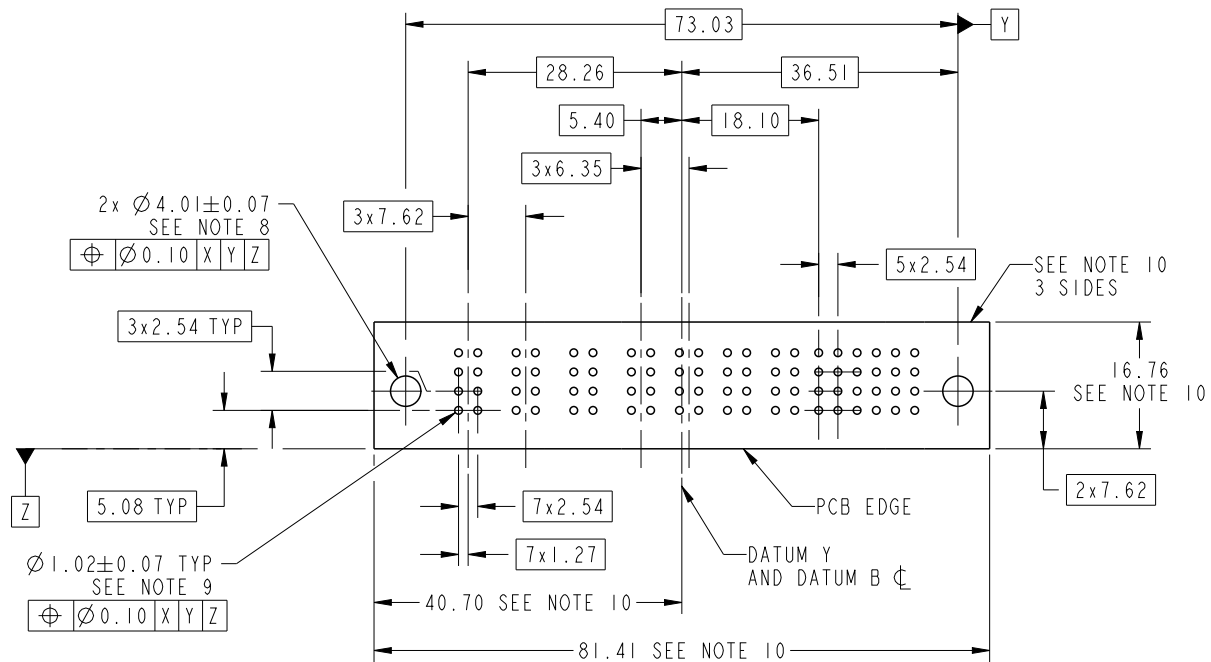 73.03
Y
28.26
36.51
5.40
18.10
3x6.35
2x Ø4.01±0.07
SEE NOTE 8
⌖ Ø0.10 X Y Z
3x7.62
5x2.54
SEE NOTE 10
3 SIDES
3x2.54 TYP
16.76
SEE NOTE 10
Z
5.08 TYP
7x2.54
PCB EDGE
2x7.62
Ø1.02±0.07 TYP
SEE NOTE 9
⌖ Ø0.10 X Y Z
7x1.27
DATUM Y
AND DATUM B ℄
40.70 SEE NOTE 10
81.41 SEE NOTE 10